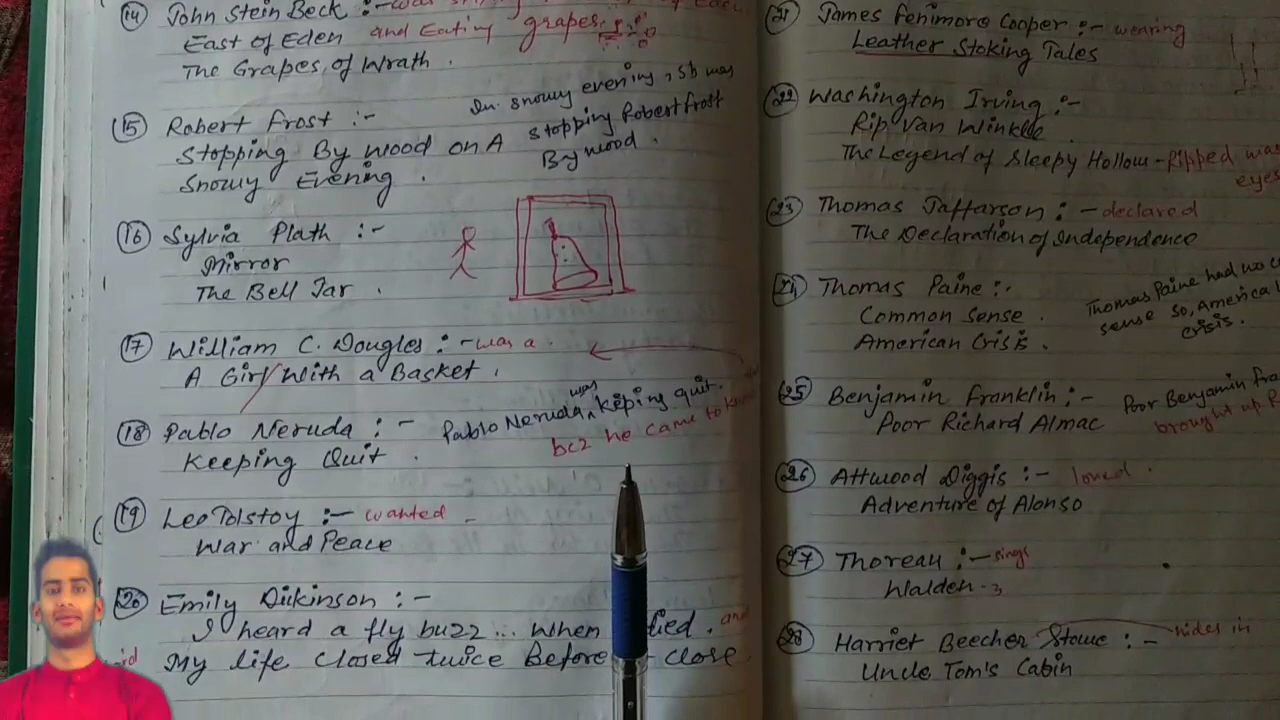 14 John Stein Beck :- was
East of Eden and Eating grapes
The Grapes of Wrath .
15 Robert Frost :-
Stopping By wood on A
Snowy Evening .
In snowy evening, sb was
stopping Robert frost
By wood .
16 Sylvia Plath :-
Mirror
The Bell Jar .
17 William C. Dougles :- was a
A Girl With a Basket .
18 Pablo Neruda :- Pablo Neruda was keping quit.
bcz he came to
Keeping Quit .
19 Leo Tolstoy :- wanted
War and Peace
20 Emily Dickinson :-
I heard a fly buzz ... When died . and
My life closed twice Before close
21 James Fenimore Cooper :- wearing
Leather Stoking Tales
22 Washington Irving :-
Rip Van Winkle
The Legend of Sleepy Hollow - Ripped was
eyes
23 Thomas Jaffarson :- declared
The Declaration of Independence
24 Thomas Paine :-
Common Sense .
American Crisis .
Thomas Paine had no
sense so, America
crisis .
25 Benjamin Franklin :-
Poor Richard Almac
Poor Benjamin
brought up
26 Attwood Diggis :- loved .
Adventure of Alonso
27 Thoreau :- sings
Walden
28 Harriet Beecher Stowe :- hides in
Uncle Tom's Cabin